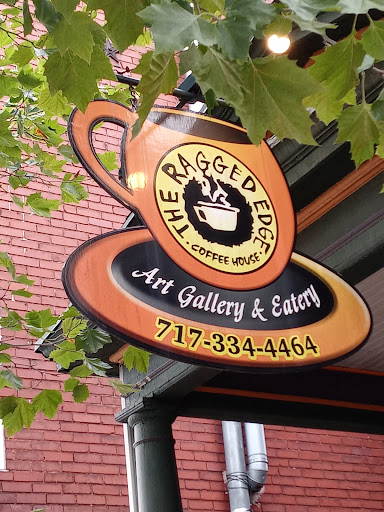 THE RAGGED EDGE
• COFFEE HOUSE •
Art Gallery & Eatery
717-334-4464